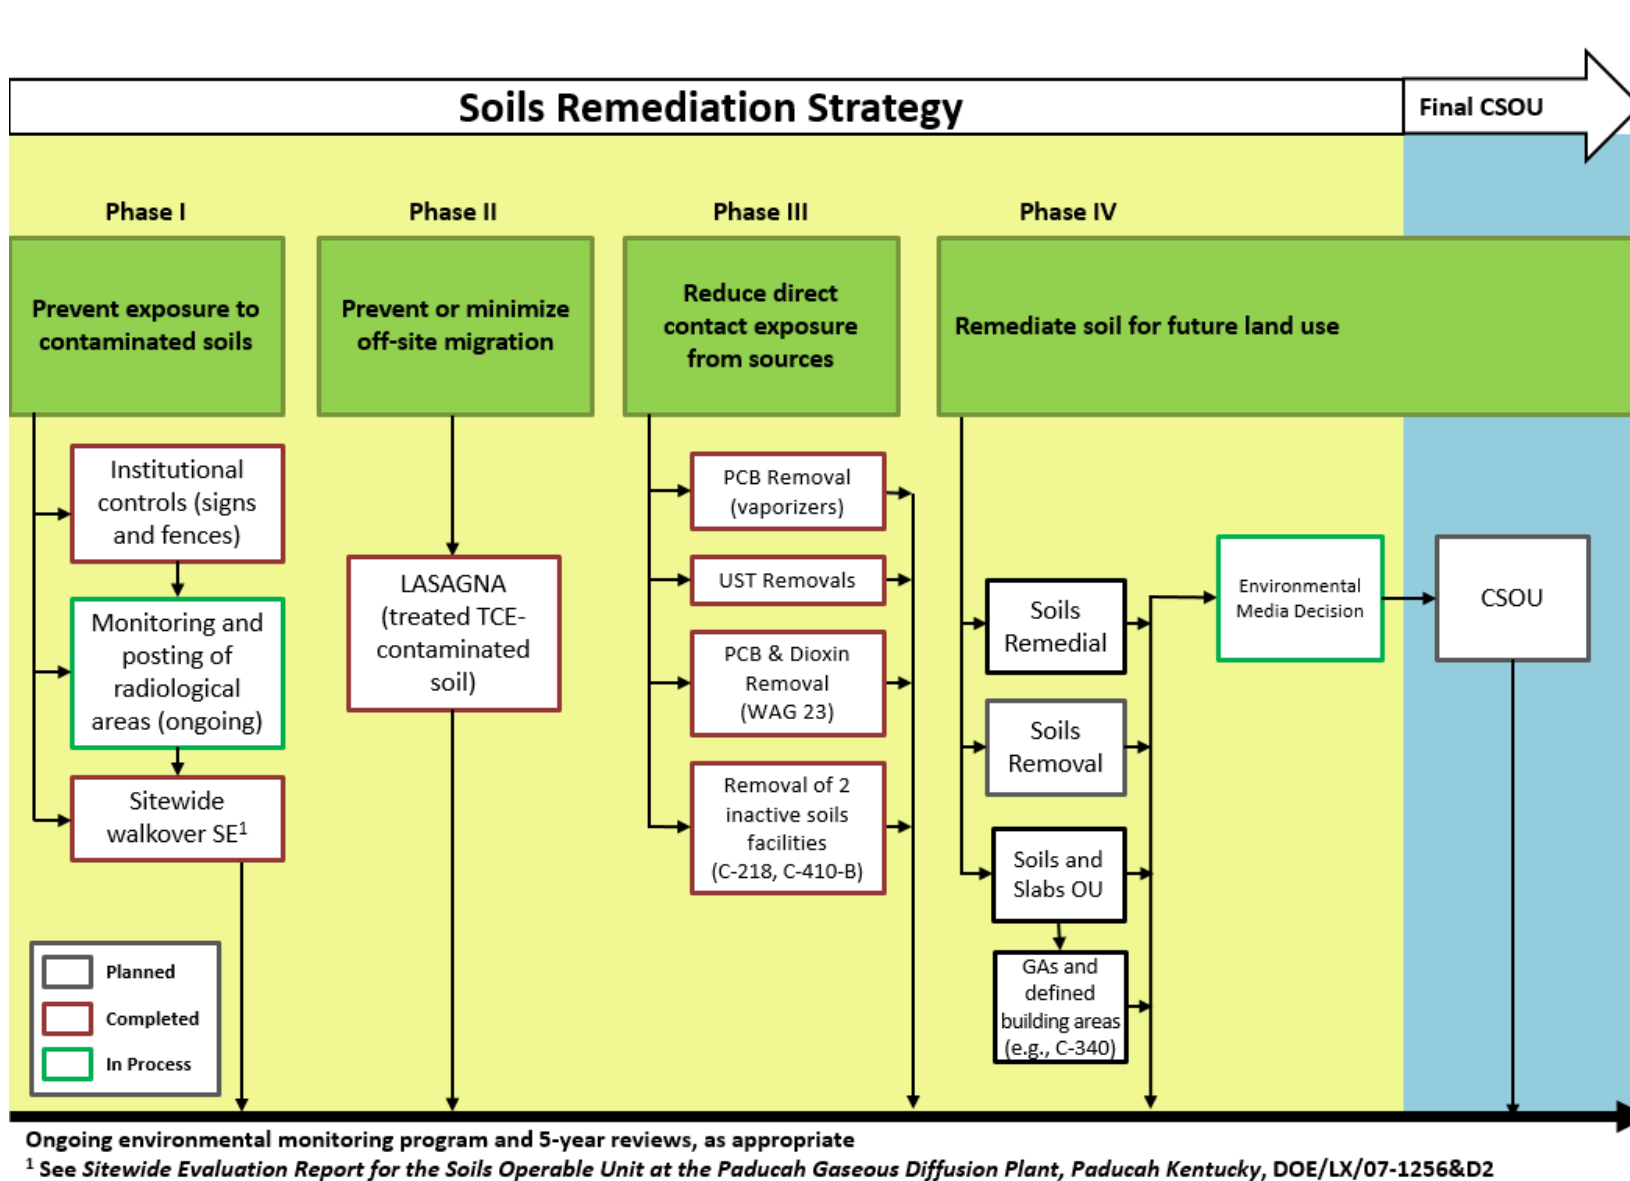 Soils Remediation Strategy
Final CSOU
Phase I
Phase II
Phase III
Phase IV
Prevent exposure to
contaminated soils
Prevent or minimize
off-site migration
Reduce direct
contact exposure
from sources
Remediate soil for future land use
Institutional
controls (signs
and fences)
Monitoring and
posting of
radiological
areas (ongoing)
Sitewide
walkover SE¹
LASAGNA
(treated TCE-
contaminated
soil)
PCB Removal
(vaporizers)
UST Removals
PCB & Dioxin
Removal
(WAG 23)
Removal of 2
inactive soils
facilities
(C-218, C-410-B)
Soils
Remedial
Soils
Removal
Soils and
Slabs OU
GAs and
defined
building areas
(e.g., C-340)
Environmental
Media Decision
CSOU
Planned
Completed
In Process
Ongoing environmental monitoring program and 5-year reviews, as appropriate
¹ See Sitewide Evaluation Report for the Soils Operable Unit at the Paducah Gaseous Diffusion Plant, Paducah Kentucky, DOE/LX/07-1256&D2